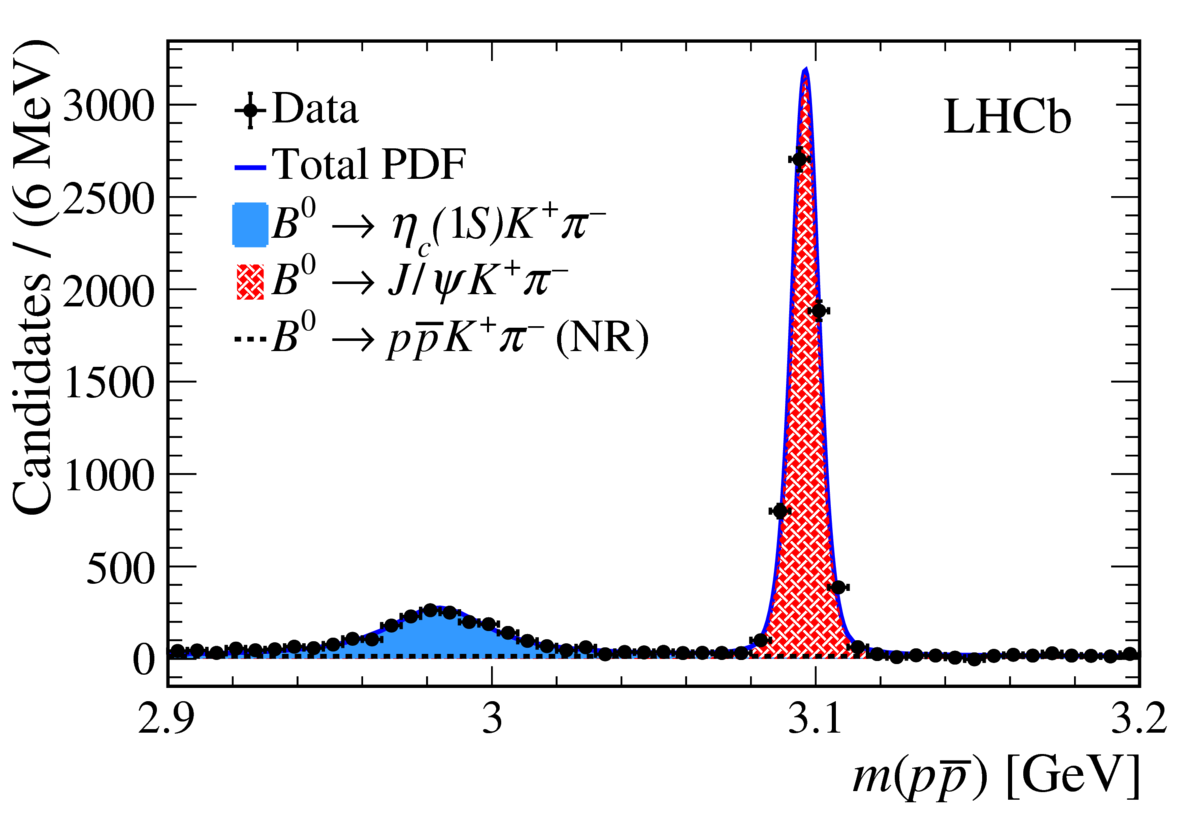 Candidates / (6 MeV)
3000
2500
2000
1500
1000
500
0
Data
Total PDF
B⁰ → η_c(1S)K⁺π⁻
B⁰ → J/ψK⁺π⁻
B⁰ → pp̅K⁺π⁻ (NR)
LHCb
2.9 3 3.1 3.2
m(pp̅) [GeV]